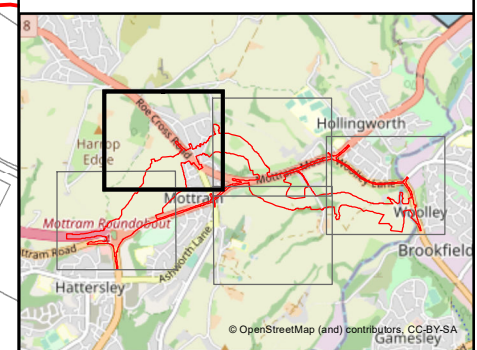 8
Roe Cross Road
Hollingworth
Harrop
Edge
Mottram Moor
Woolley Lane
Mottram
Woolley
Mottram Roundabout
ttram Road
Ashworth Lane
Brookfield
Hattersley
© OpenStreetMap (and) contributors, CC-BY-SA
Gamesley